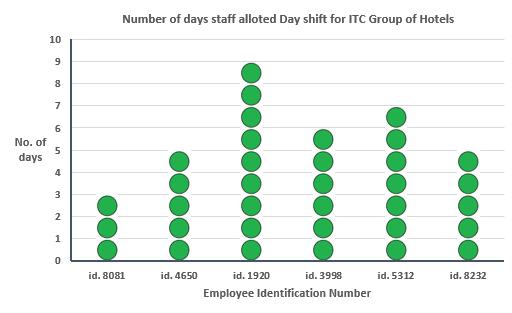 Number of days staff alloted Day shift for ITC Group of Hotels
10
9
8
7
6
5
4
3
2
1
0
No. of
days
id. 8081 id. 4650 id. 1920 id. 3998 id. 5312 id. 8232
Employee Identification Number